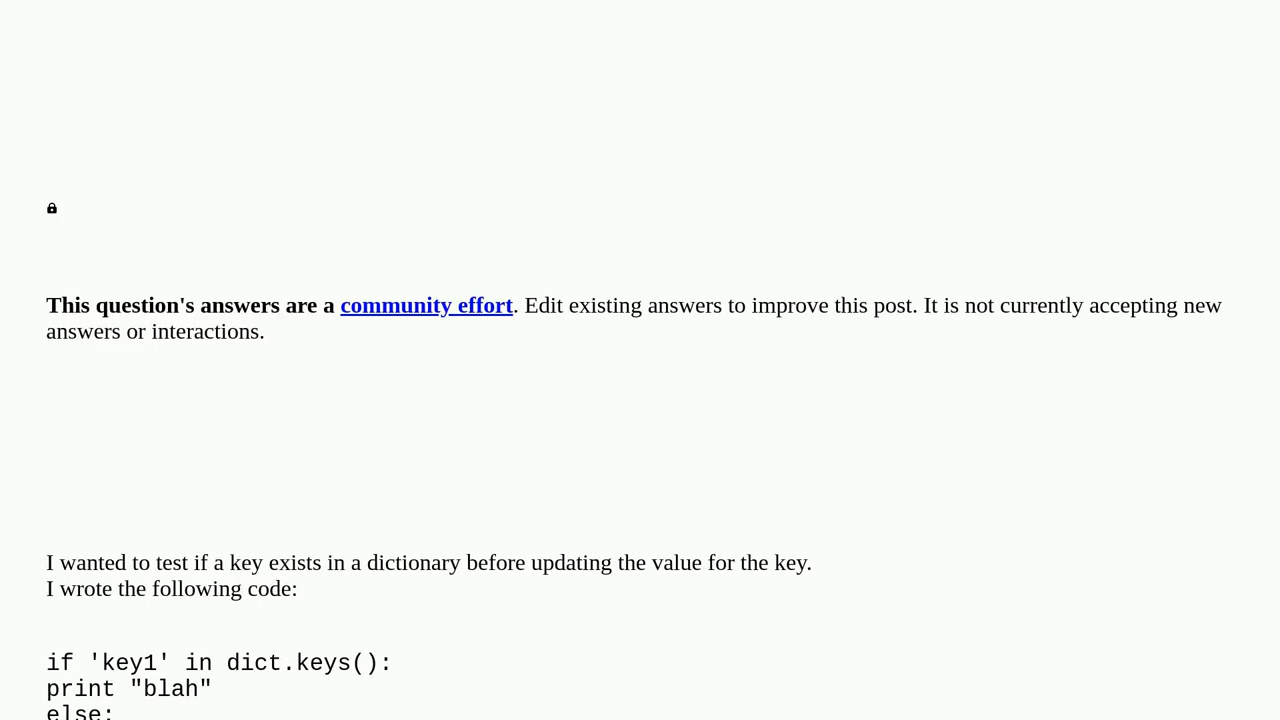 This question's answers are a community effort. Edit existing answers to improve this post. It is not currently accepting new
answers or interactions.
I wanted to test if a key exists in a dictionary before updating the value for the key.
I wrote the following code:
if 'key1' in dict.keys():
print "blah"
else: